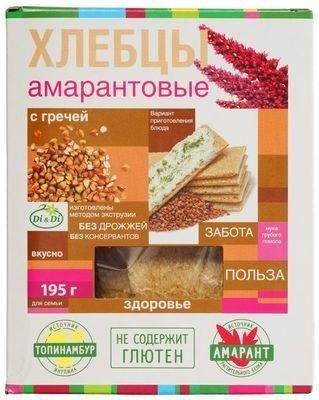 ХЛЕБЦЫ
амарантовые
с гречей
Вариант
приготовления
блюда
Di & Di
изготовлены
методом экструзии
БЕЗ ДРОЖЖЕЙ
БЕЗ КОНСЕРВАНТОВ
ЗАБОТА
мука
грубого
помола
вкусно
ПОЛЬЗА
195 г
для семьи
здоровье
ИСТОЧНИК
ТОПИНАМБУР
ИНУЛИНА
НЕ СОДЕРЖИТ
ГЛЮТЕН
ИСТОЧНИК
АМАРАНТ
РАСТИТЕЛЬНОГО БЕЛКА